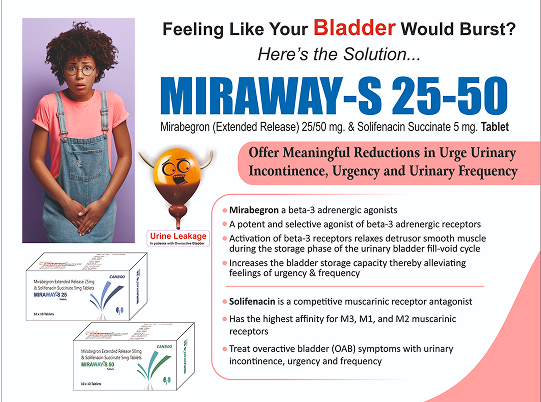 Feeling Like Your Bladder Would Burst?
Here's the Solution...
MIRAWAY-S 25-50
Mirabegron (Extended Release) 25/50 mg. & Solifenacin Succinate 5 mg. Tablet
Offer Meaningful Reductions in Urge Urinary
Incontinence, Urgency and Urinary Frequency
Urine Leakage
In patients with Overactive Bladder
• Mirabegron a beta-3 adrenergic agonists
• A potent and selective agonist of beta-3 adrenergic receptors
• Activation of beta-3 receptors relaxes detrusor smooth muscle
during the storage phase of the urinary bladder fill-void cycle
• Increases the bladder storage capacity thereby alleviating
feelings of urgency & frequency
• Solifenacin is a competitive muscarinic receptor antagonist
• Has the highest affinity for M3, M1, and M2 muscarinic
receptors
• Treat overactive bladder (OAB) symptoms with urinary
incontinence, urgency and frequency
CANIXXO
Mirabegron Extended Release 25mg
& Solifenacin Succinate 5mg Tablets
MIRAWAY-S 25
10 x 10 Tablets
Mirabegron Extended Release 50mg
& Solifenacin Succinate 5mg Tablets
MIRAWAY-S 50
10 x 10 Tablets